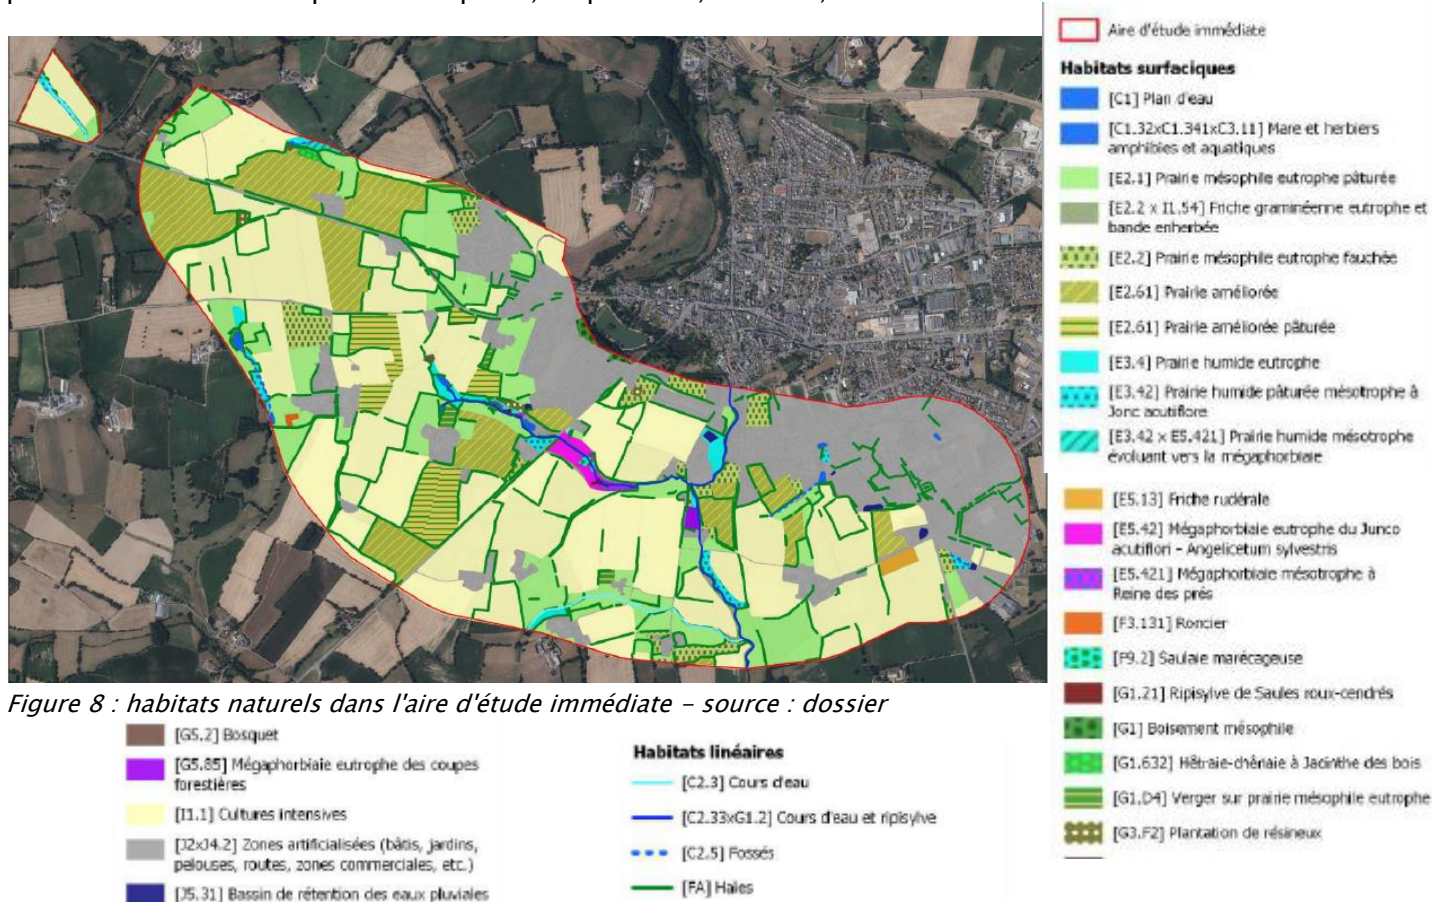 Aire d'étude immédiate
Habitats surfaciques
[C1] Plan d'eau
[C1.32xC1.341xC3.11] Mare et herbiers
amphibies et aquatiques
[E2.1] Prairie mésophile eutrophe pâturée
[E2.2 x I1.54] Friche graminéenne eutrophe et
bande enherbée
[E2.2] Prairie mésophile eutrophe fauchée
[E2.61] Prairie améliorée
[E2.61] Prairie améliorée pâturée
[E3.4] Prairie humide eutrophe
[E3.42] Prairie humide pâturée mésotrophe à
Jonc acutiflore
[E3.42 x E5.421] Prairie humide mésotrophe
évoluant vers la mégaphorbiaie
[E5.13] Friche rudérale
[E5.42] Mégaphorbiaie eutrophe du Junco
acutiflori - Angelicetum sylvestris
[E5.421] Mégaphorbiaie mésotrophe à
Reine des prés
[F3.131] Roncier
[F9.2] Saulaie marécageuse
[G1.21] Ripisylve de Saules roux-cendrés
[G1] Boisement mésophile
[G1.632] Hêtraie-chênaie à Jacinthe des bois
[G1.D4] Verger sur prairie mésophile eutrophe
[G3.F2] Plantation de résineux
Figure 8 : habitats naturels dans l'aire d'étude immédiate – source : dossier
[G5.2] Bosquet
[G5.85] Mégaphorbiaie eutrophe des coupes
forestières
[I1.1] Cultures intensives
[J2xJ4.2] Zones artificialisées (bâtis, jardins,
pelouses, routes, zones commerciales, etc.)
[J5.31] Bassin de rétention des eaux pluviales
Habitats linéaires
[C2.3] Cours d'eau
[C2.33xG1.2] Cours d'eau et ripisylve
[C2.5] Fossés
[FA] Haies